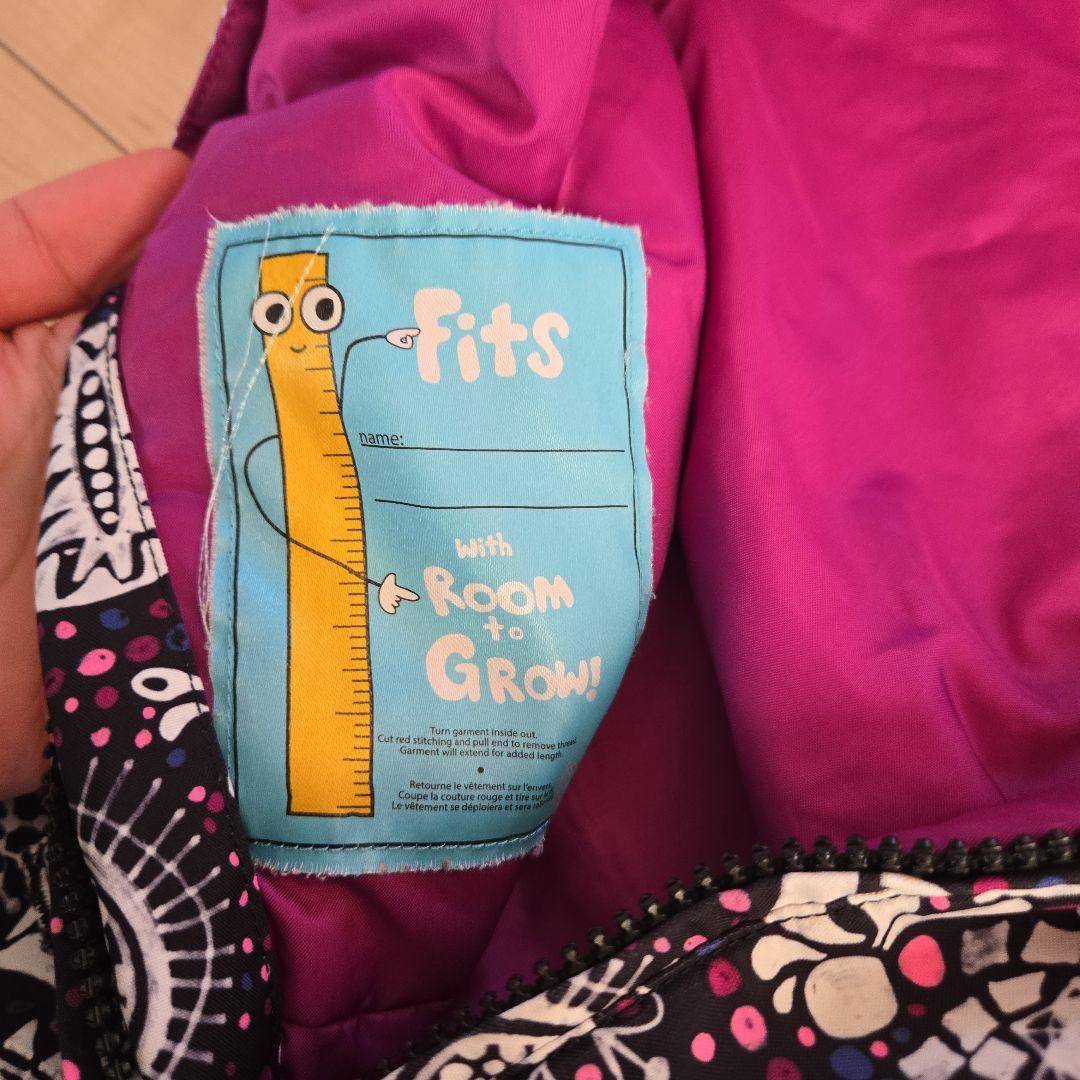 Fits
name:
With
ROOM
to
GROW!
Turn garment inside out.
Cut red stitching and pull end to remove thread.
Garment will extend for added length.
Retourne le vêtement sur l'envers.
Coupe la couture rouge et tire sur
Le vêtement se déploiera et sera